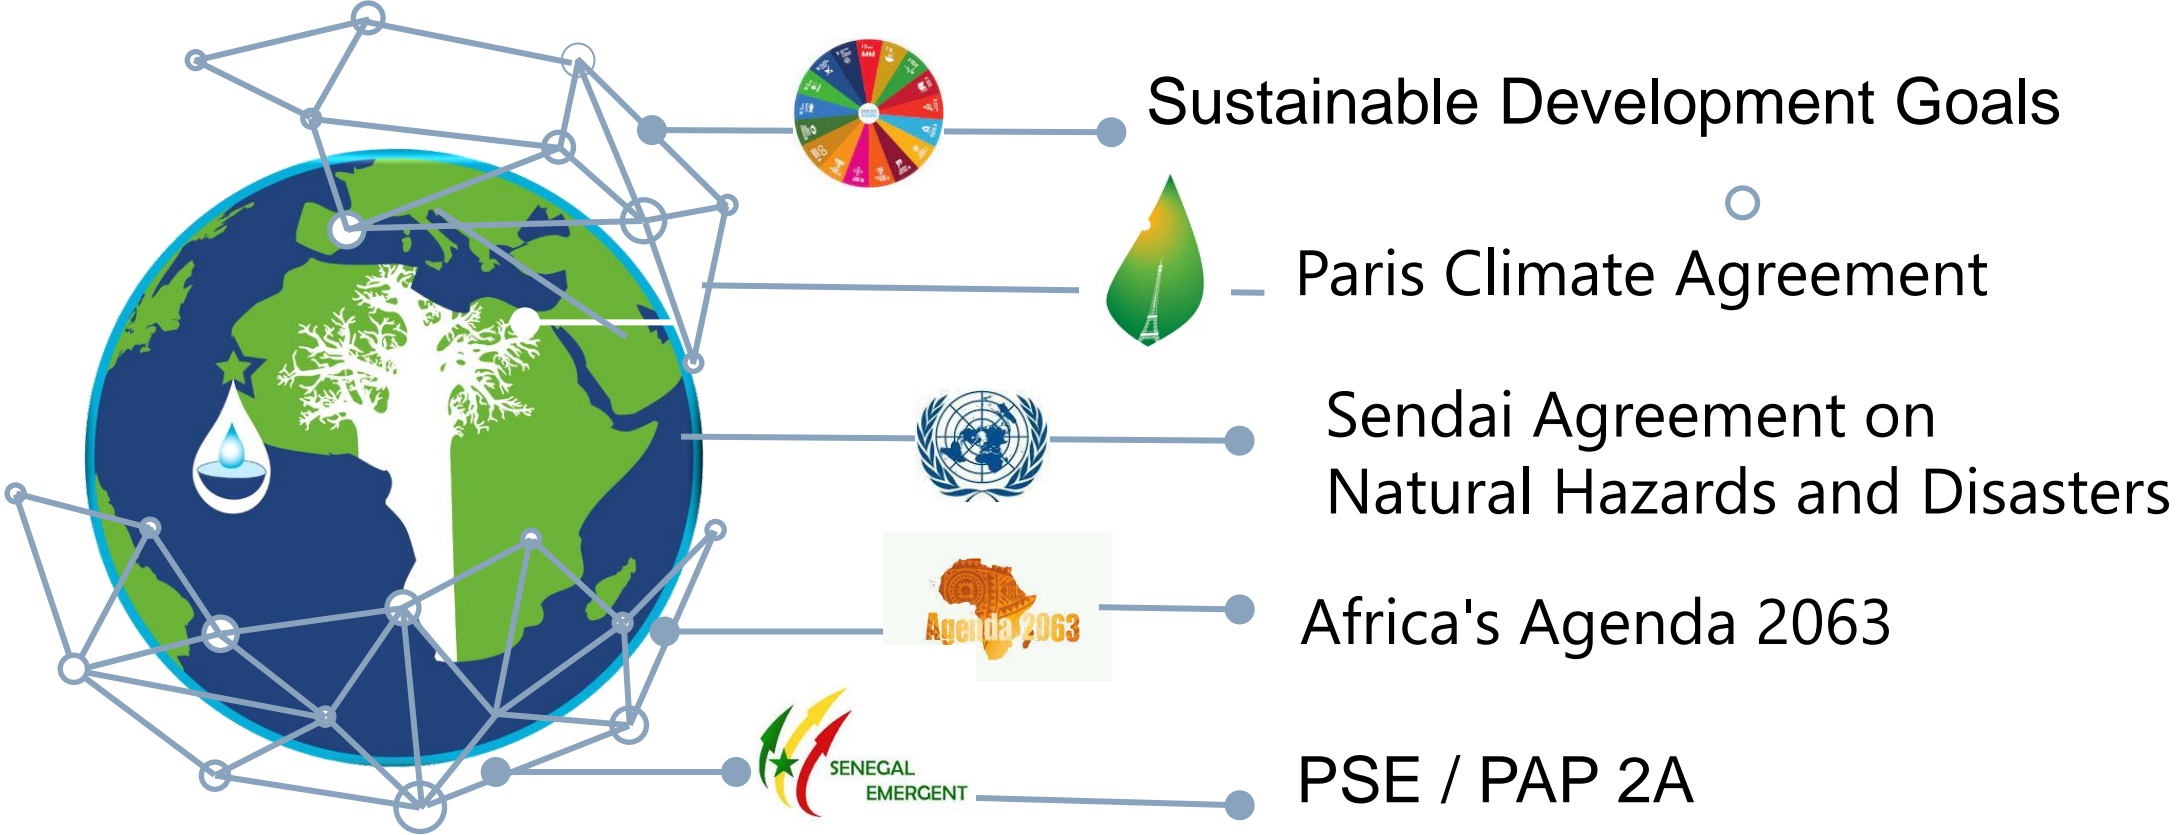 Sustainable Development Goals
Paris Climate Agreement
Sendai Agreement on
Natural Hazards and Disasters
Agenda 2063
Africa's Agenda 2063
SENEGAL
EMERGENT
PSE / PAP 2A